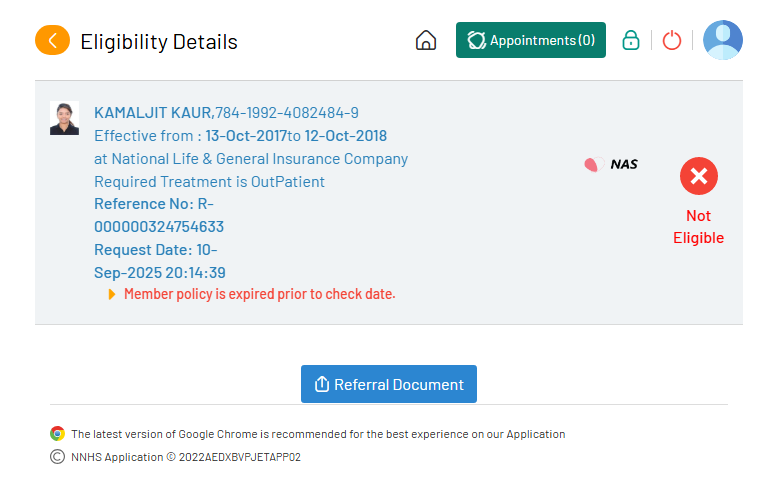 Eligibility Details
Appointments(0)
KAMALJIT KAUR,784-1992-4082484-9
Effective from : 13-Oct-2017to 12-Oct-2018
at National Life & General Insurance Company
Required Treatment is OutPatient
Reference No: R-
000000324754633
Request Date: 10-
Sep-2025 20:14:39
Member policy is expired prior to check date.
NAS
Not
Eligible
Referral Document
The latest version of Google Chrome is recommended for the best experience on our Application
NNHS Application © 2022AEDXBVPJETAPP02